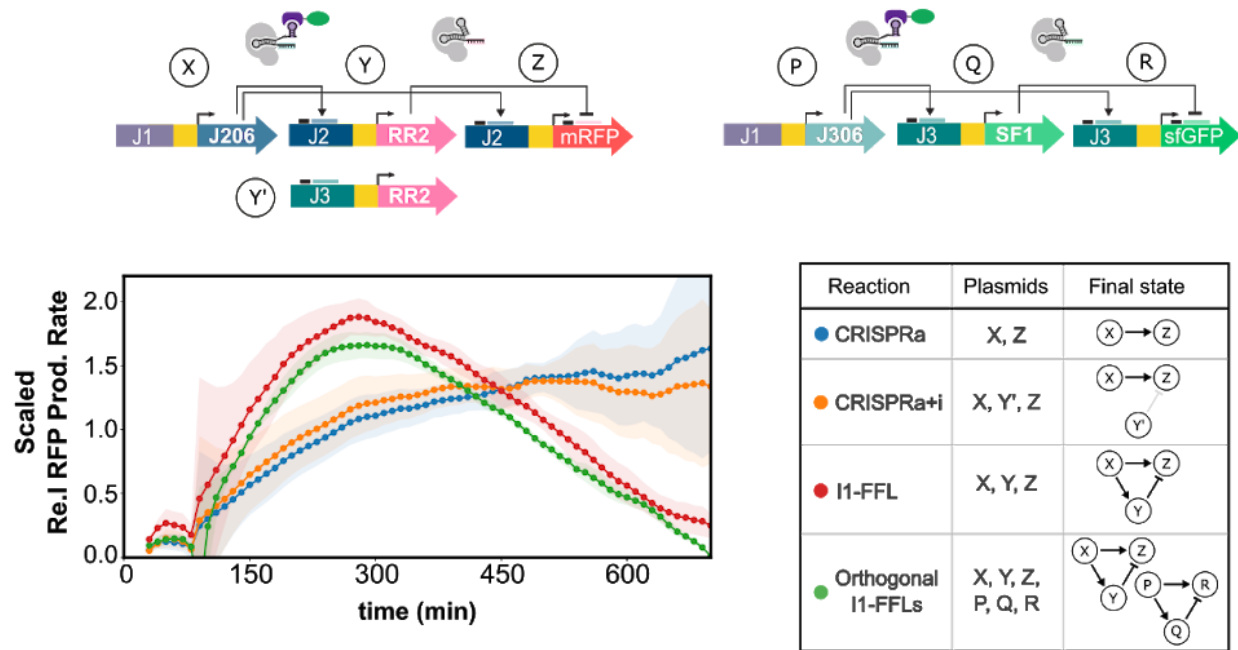 X
Y
Z
J1
J206
J2
RR2
J2
mRFP
Y'
J3
RR2
P
Q
R
J1
J306
J3
SF1
J3
sfGFP
Scaled
Re.l RFP Prod. Rate
2.0
1.5
1.0
0.5
0.0
0
150
300
450
600
time (min)
Reaction
Plasmids
Final state
CRISPRa
X, Z
X
Z
CRISPRa+i
X, Y', Z
X
Z
Y'
I1-FFL
X, Y, Z
X
Z
Y
Orthogonal
I1-FFLs
X, Y, Z,
P, Q, R
X
Z
Y
P
R
Q